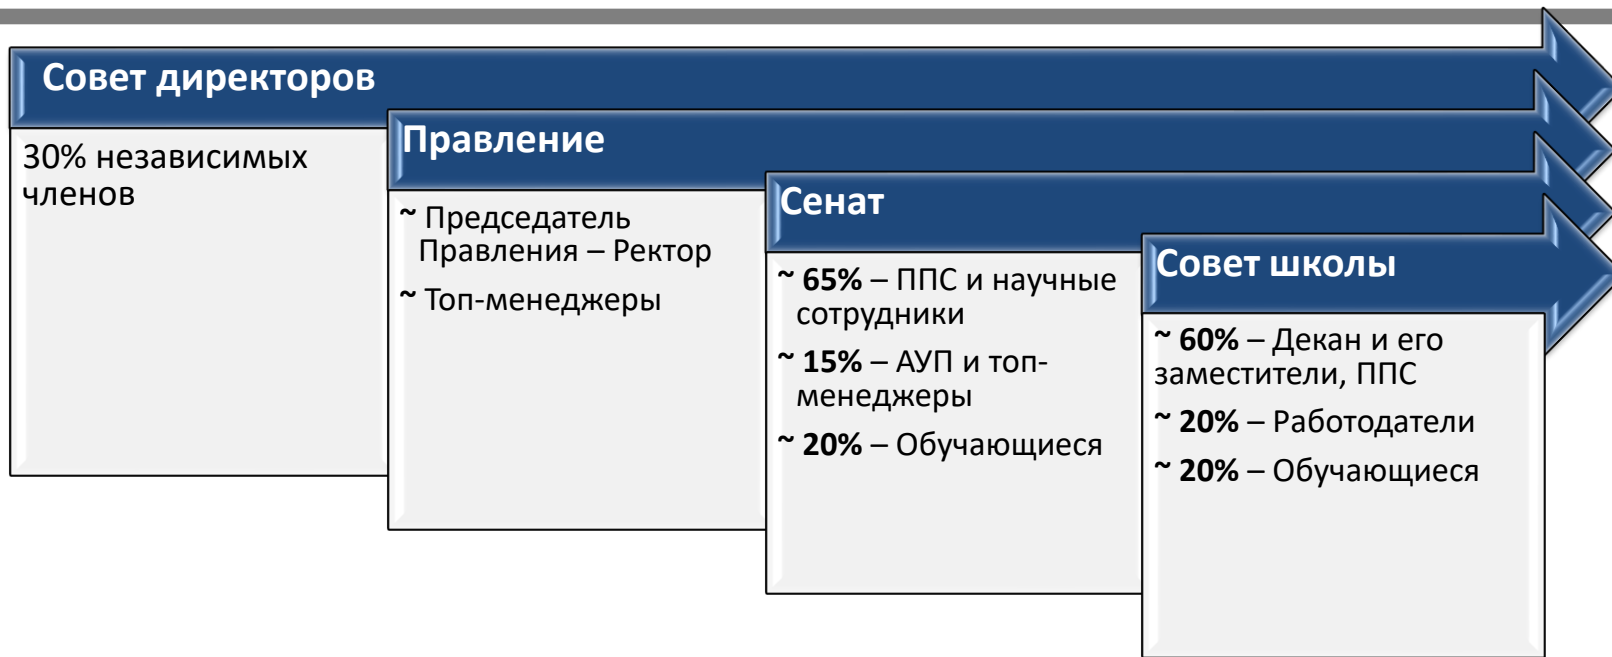 Совет директоров
30% независимых
членов
Правление
~ Председатель
Правления – Ректор
~ Топ-менеджеры
Сенат
~ 65% – ППС и научные
сотрудники
~ 15% – АУП и топ-
менеджеры
~ 20% – Обучающиеся
Совет школы
~ 60% – Декан и его
заместители, ППС
~ 20% – Работодатели
~ 20% – Обучающиеся